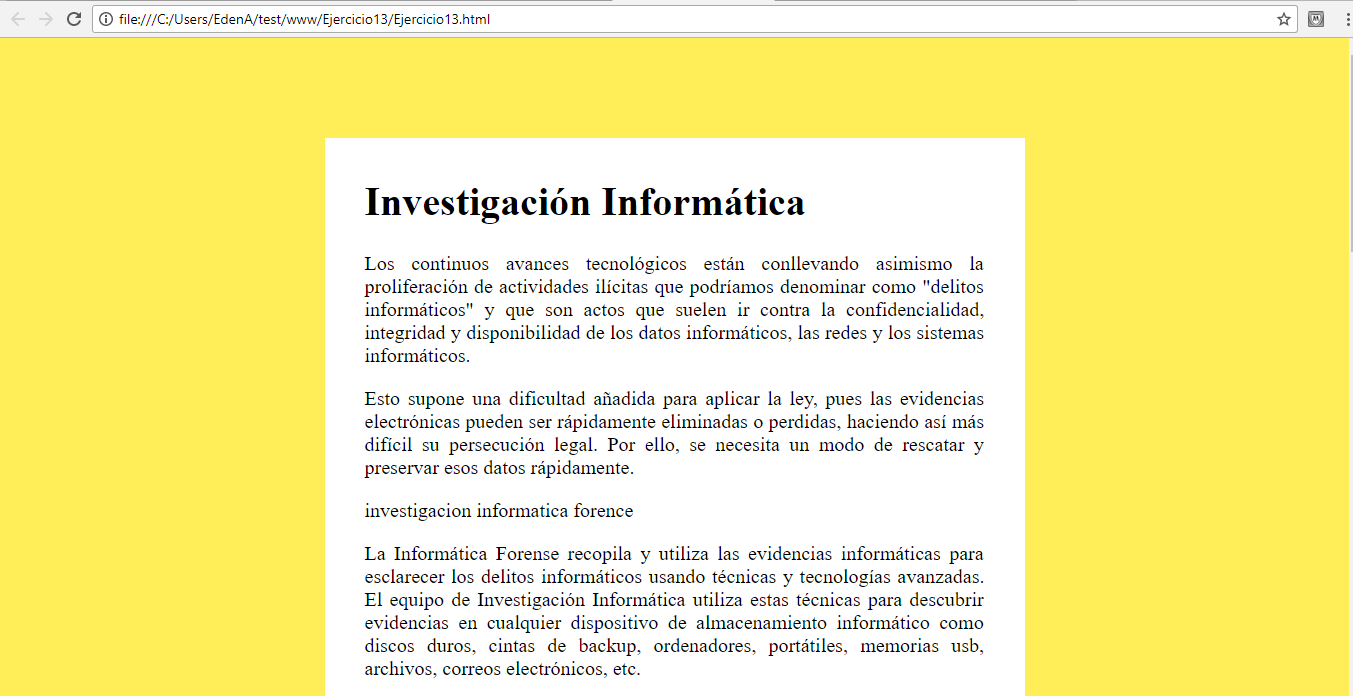 file:///C:/Users/EdenA/test/www/Ejercicio13/Ejercicio13.html
Investigación Informática
Los continuos avances tecnológicos están conllevando asimismo la
proliferación de actividades ilícitas que podríamos denominar como "delitos
informáticos" y que son actos que suelen ir contra la confidencialidad,
integridad y disponibilidad de los datos informáticos, las redes y los sistemas
informáticos.
Esto supone una dificultad añadida para aplicar la ley, pues las evidencias
electrónicas pueden ser rápidamente eliminadas o perdidas, haciendo así más
difícil su persecución legal. Por ello, se necesita un modo de rescatar y
preservar esos datos rápidamente.
investigacion informatica forence
La Informática Forense recopila y utiliza las evidencias informáticas para
esclarecer los delitos informáticos usando técnicas y tecnologías avanzadas.
El equipo de Investigación Informática utiliza estas técnicas para descubrir
evidencias en cualquier dispositivo de almacenamiento informático como
discos duros, cintas de backup, ordenadores, portátiles, memorias usb,
archivos, correos electrónicos, etc.